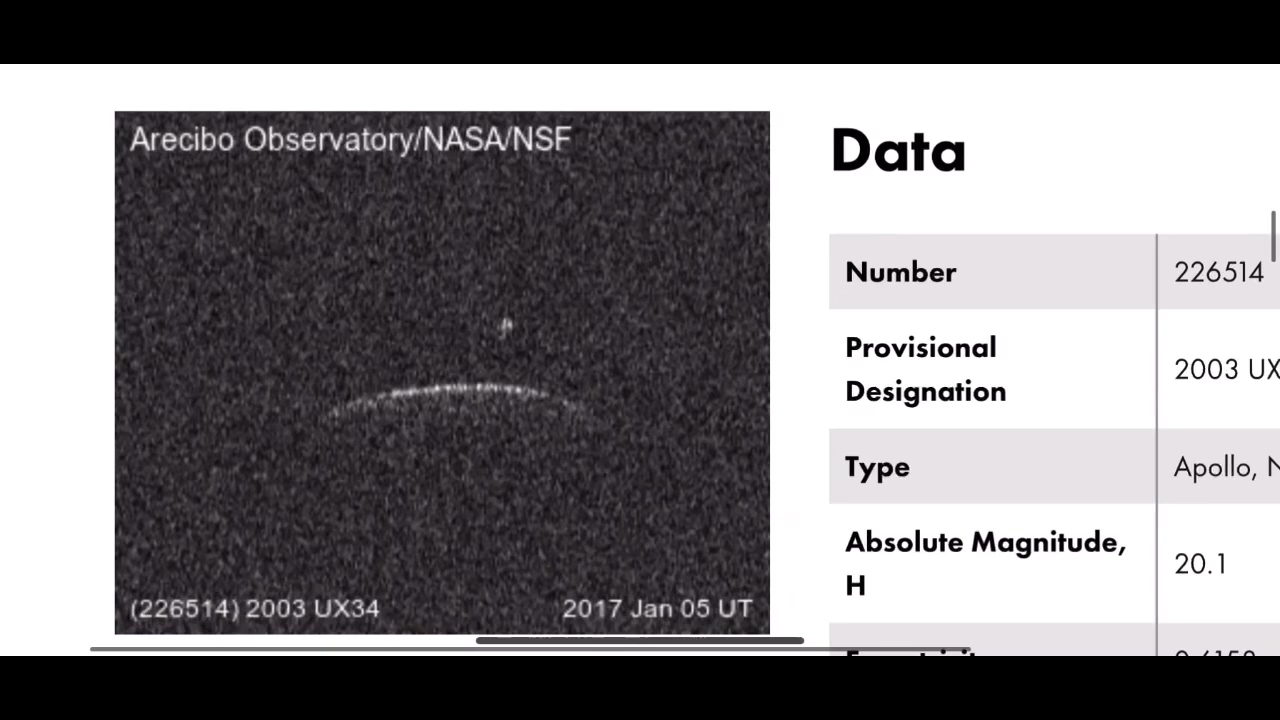 Arecibo Observatory/NASA/NSF
(226514) 2003 UX34
2017 Jan 05 UT
Data
Number
226514
Provisional
Designation
2003 UX
Type
Apollo, N
Absolute Magnitude,
H
20.1